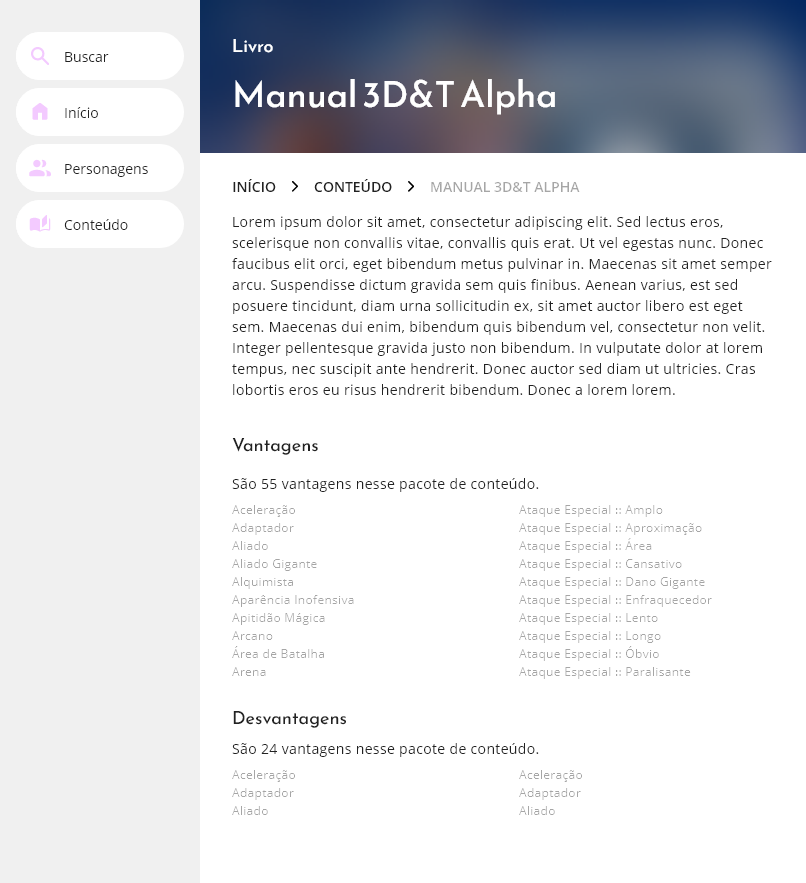 Buscar
Início
Personagens
Conteúdo
Livro
Manual 3D&T Alpha
INÍCIO > CONTEÚDO > MANUAL 3D&T ALPHA
Lorem ipsum dolor sit amet, consectetur adipiscing elit. Sed lectus eros,
scelerisque non convallis vitae, convallis quis erat. Ut vel egestas nunc. Donec
faucibus elit orci, eget bibendum metus pulvinar in. Maecenas sit amet semper
arcu. Suspendisse dictum gravida sem quis finibus. Aenean varius, est sed
posuere tincidunt, diam urna sollicitudin ex, sit amet auctor libero est eget
sem. Maecenas dui enim, bibendum quis bibendum vel, consectetur non velit.
Integer pellentesque gravida justo non bibendum. In vulputate dolor at lorem
tempus, nec suscipit ante hendrerit. Donec auctor sed diam ut ultricies. Cras
lobortis eros eu risus hendrerit bibendum. Donec a lorem lorem.
Vantagens
São 55 vantagens nesse pacote de conteúdo.
Aceleração
Adaptador
Aliado
Aliado Gigante
Alquimista
Aparência Inofensiva
Apitidão Mágica
Arcano
Área de Batalha
Arena
Ataque Especial :: Amplo
Ataque Especial :: Aproximação
Ataque Especial :: Área
Ataque Especial :: Cansativo
Ataque Especial :: Dano Gigante
Ataque Especial :: Enfraquecedor
Ataque Especial :: Lento
Ataque Especial :: Longo
Ataque Especial :: Óbvio
Ataque Especial :: Paralisante
Desvantagens
São 24 vantagens nesse pacote de conteúdo.
Aceleração
Adaptador
Aliado
Aceleração
Adaptador
Aliado